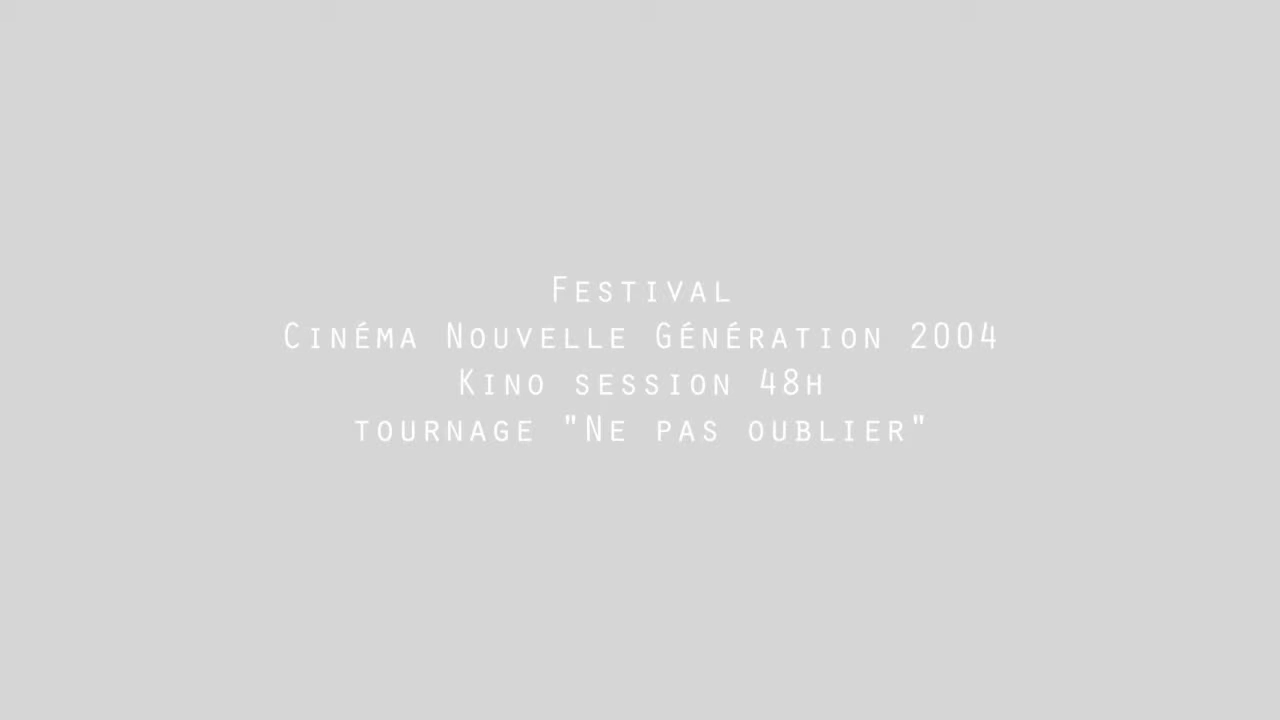 Festival
Cinéma Nouvelle Génération 2004
Kino session 48h
tournage "Ne pas oublier"